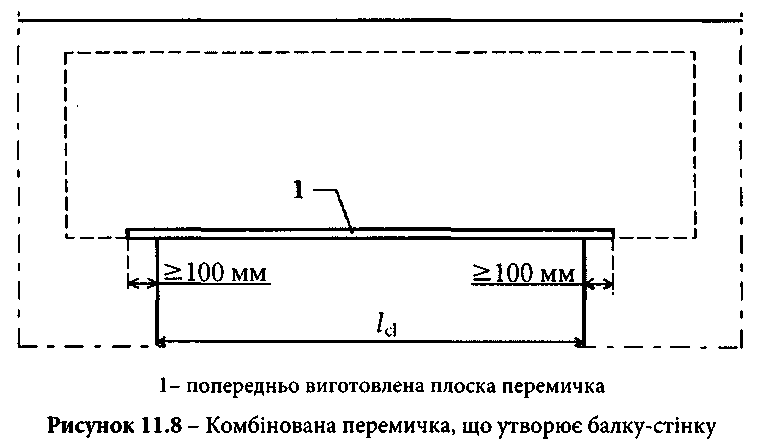 1
≥100 мм
≥100 мм
l_cl
1– попередньо виготовлена плоска перемичка
Рисунок 11.8 – Комбінована перемичка, що утворює балку-стінку